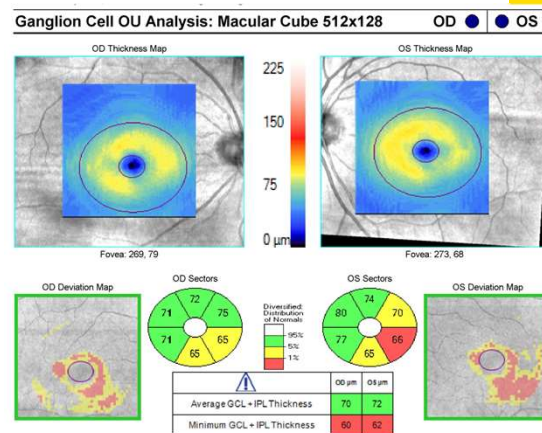 Ganglion Cell OU Analysis: Macular Cube 512x128
OD OS
OD Thickness Map
OS Thickness Map
225
150
75
0 µm
Fovea: 269, 79
Fovea: 273, 68
OD Deviation Map
OD Sectors
72
71 75
71 65
65
Diversified:
Distribution
of Normals
95%
5%
1%
OS Sectors
74
80 70
77 66
65
OS Deviation Map
OD µm OS µm
Average GCL + IPL Thickness 70 72
Minimum GCL + IPL Thickness 60 62